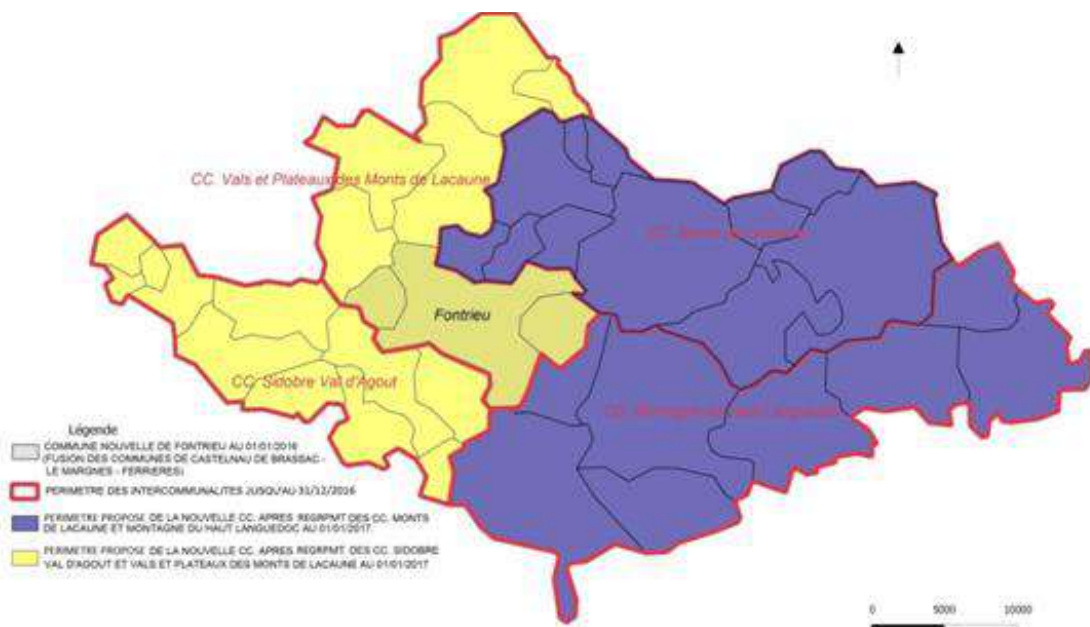 CC. Vals et Plateaux des Monts de Lacaune
Fontrieu
CC. Sidobre Val d'Agout
Légende
COMMUNE NOUVELLE DE FONTRIEU AU 01/01/2016
(FUSION DES COMMUNES DE CASTELNAU DE BRASSAC -
LE MARGNES - FERRIERES)
PERIMETRE DES INTERCOMMUNALITES JUSQU'AU 31/12/2016
PERIMETRE PROPOSE DE LA NOUVELLE CC. APRES REGRPMT DES CC. MONTS
DE LACAUNE ET MONTAGNE DU HAUT LANGUEDOC AU 01/01/2017.
PERIMETRE PROPOSE DE LA NOUVELLE CC. APRES REGRPMT. DES CC. SIDOBRE
VAL D'AGOUT ET VALS ET PLATEAUX DES MONTS DE LACAUNE AU 01/01/2017
0 5000 10000